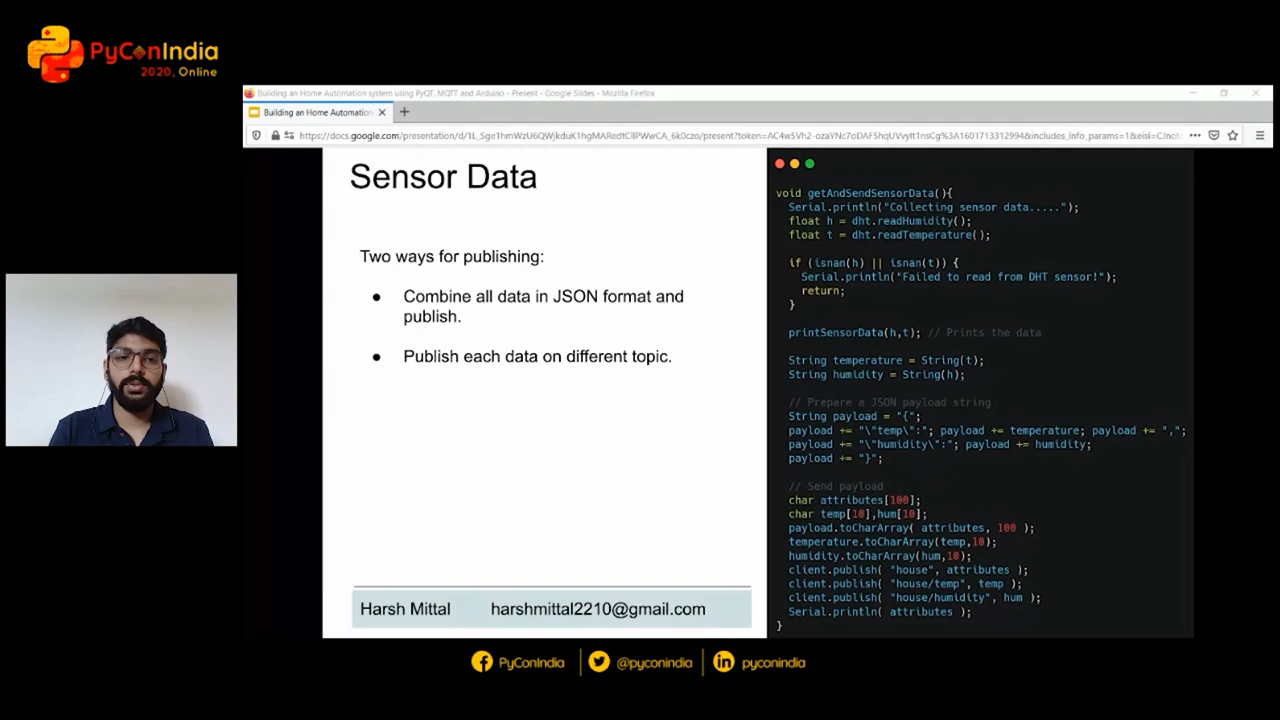 PyConIndia
2020, Online
Building an Home Automation system using PyQT, MQTT and Arduino - Present - Google Slides - Mozilla Firefox
Building an Home Automation
Sensor Data
Two ways for publishing:
● Combine all data in JSON format and
publish.
● Publish each data on different topic.
Harsh Mittal harshmittal2210@gmail.com
void getAndSendSensorData(){
Serial.println("Collecting sensor data.....");
float h = dht.readHumidity();
float t = dht.readTemperature();
if (isnan(h) || isnan(t)) {
Serial.println("Failed to read from DHT sensor!");
return;
}
printSensorData(h,t); // Prints the data
String temperature = String(t);
String humidity = String(h);
// Prepare a JSON payload string
String payload = "{";
payload += "\"temp\":"; payload += temperature; payload += ",";
payload += "\"humidity\":"; payload += humidity;
payload += "}";
// Send payload
char attributes[100];
char temp[10],hum[10];
payload.toCharArray( attributes, 100 );
temperature.toCharArray(temp,10);
humidity.toCharArray(hum,10);
client.publish( "house", attributes );
client.publish( "house/temp", temp );
client.publish( "house/humidity", hum );
Serial.println( attributes );
}
PyConIndia @pyconindia pyconindia